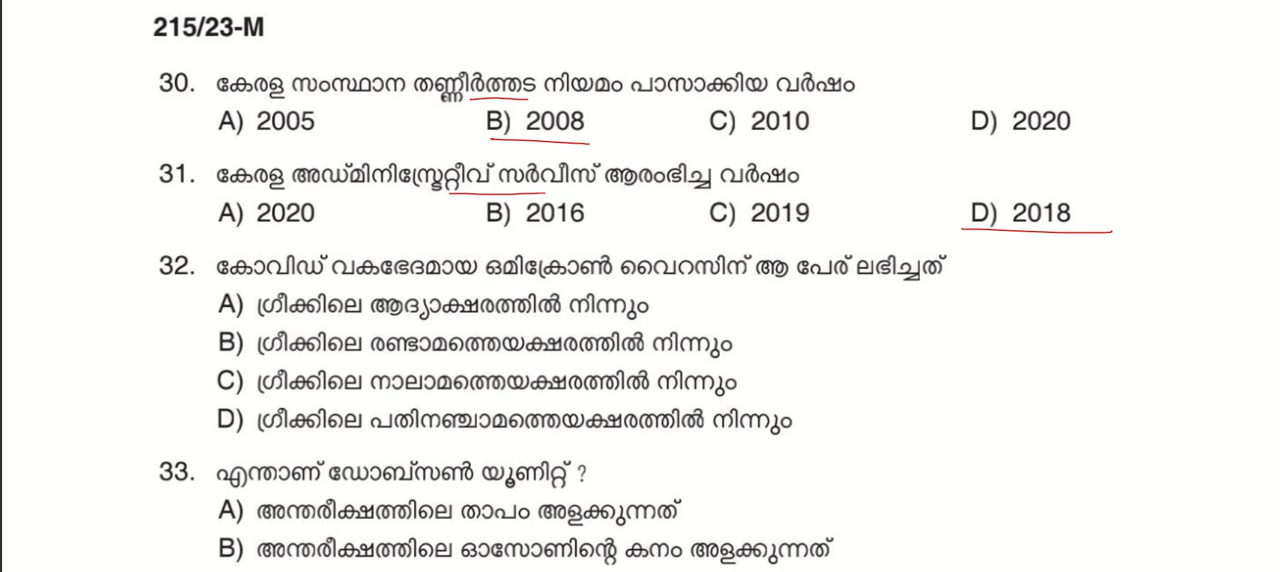 215/23-M
30. കേരള സംസ്ഥാന തണ്ണീർത്തട നിയമം പാസാക്കിയ വർഷം
A) 2005 B) 2008 C) 2010 D) 2020
31. കേരള അഡ്മിനിസ്ട്രേറ്റീവ് സർവീസ് ആരംഭിച്ച വർഷം
A) 2020 B) 2016 C) 2019 D) 2018
32. കോവിഡ് വകഭേദമായ ഒമിക്രോൺ വൈറസിന് ആ പേര് ലഭിച്ചത്
A) ഗ്രീക്കിലെ ആദ്യാക്ഷരത്തിൽ നിന്നും
B) ഗ്രീക്കിലെ രണ്ടാമത്തെയക്ഷരത്തിൽ നിന്നും
C) ഗ്രീക്കിലെ നാലാമത്തെയക്ഷരത്തിൽ നിന്നും
D) ഗ്രീക്കിലെ പതിനഞ്ചാമത്തെയക്ഷരത്തിൽ നിന്നും
33. എന്താണ് ഡോബ്സൺ യൂണിറ്റ് ?
A) അന്തരീക്ഷത്തിലെ താപം അളക്കുന്നത്
B) അന്തരീക്ഷത്തിലെ ഓസോണിന്റെ കനം അളക്കുന്നത്